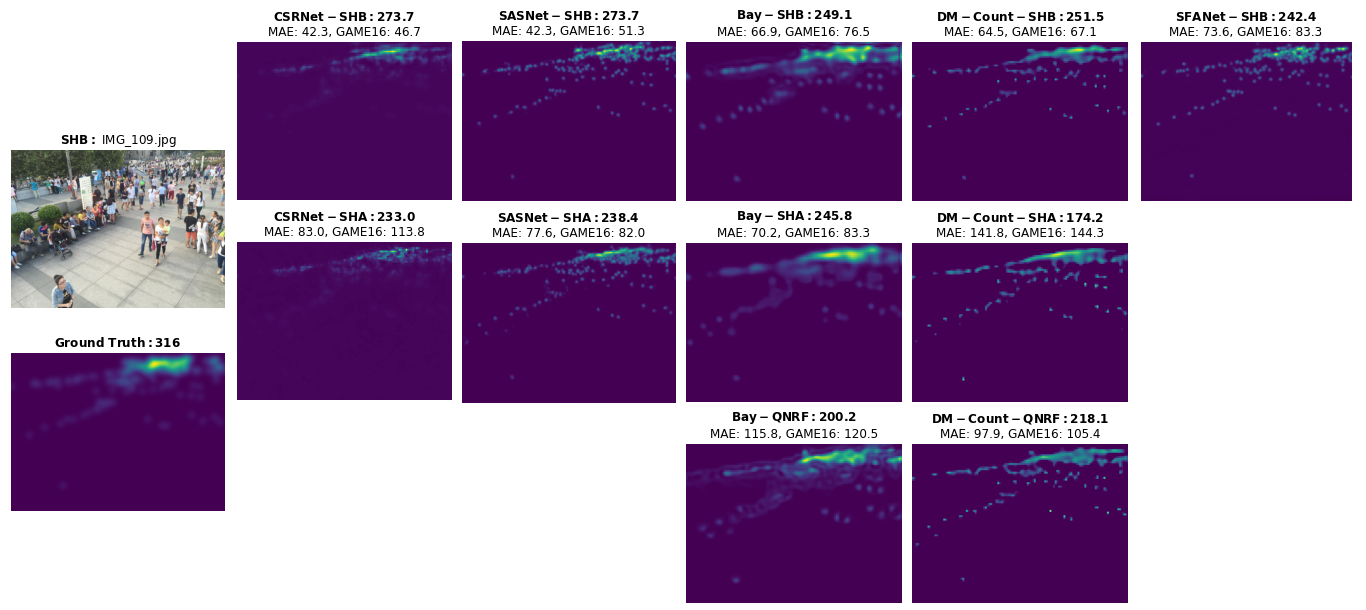 CSRNet − SHB: 273.7
MAE: 42.3, GAME16: 46.7
SASNet − SHB: 273.7
MAE: 42.3, GAME16: 51.3
Bay − SHB: 249.1
MAE: 66.9, GAME16: 76.5
DM − Count − SHB: 251.5
MAE: 64.5, GAME16: 67.1
SFANet − SHB: 242.4
MAE: 73.6, GAME16: 83.3
SHB: IMG_109.jpg
CSRNet − SHA: 233.0
MAE: 83.0, GAME16: 113.8
SASNet − SHA: 238.4
MAE: 77.6, GAME16: 82.0
Bay − SHA: 245.8
MAE: 70.2, GAME16: 83.3
DM − Count − SHA: 174.2
MAE: 141.8, GAME16: 144.3
Ground Truth: 316
Bay − QNRF: 200.2
MAE: 115.8, GAME16: 120.5
DM − Count − QNRF: 218.1
MAE: 97.9, GAME16: 105.4